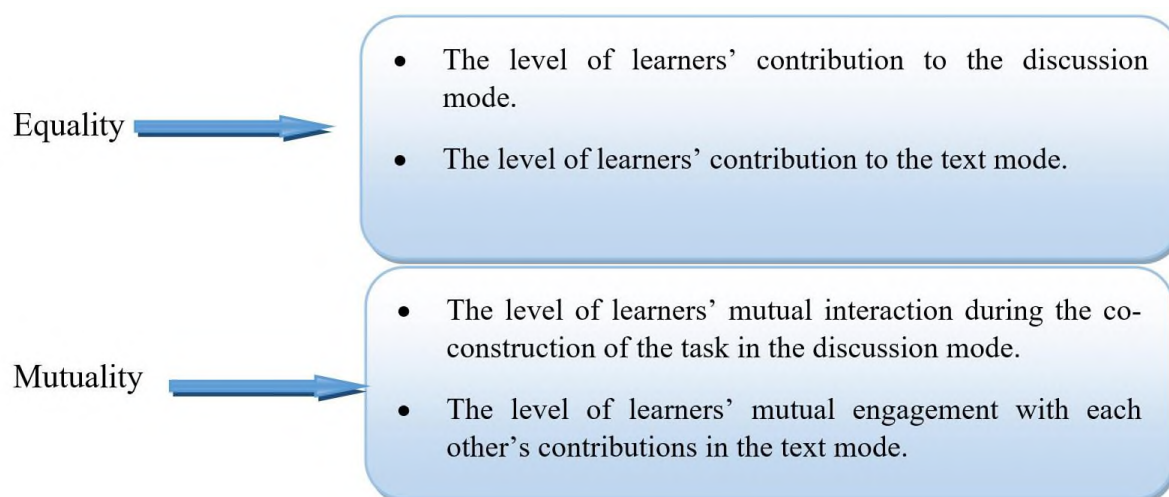 Equality
• The level of learners’ contribution to the discussion
mode.
• The level of learners’ contribution to the text mode.
Mutuality
• The level of learners’ mutual interaction during the co-
construction of the task in the discussion mode.
• The level of learners’ mutual engagement with each
other’s contributions in the text mode.